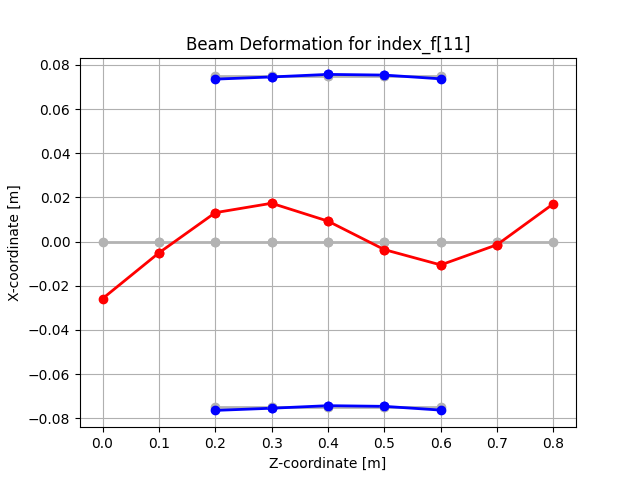 Beam Deformation for index_f[11]
0.08
0.06
0.04
0.02
0.00
−0.02
−0.04
−0.06
−0.08
X-coordinate [m]
0.0 0.1 0.2 0.3 0.4 0.5 0.6 0.7 0.8
Z-coordinate [m]